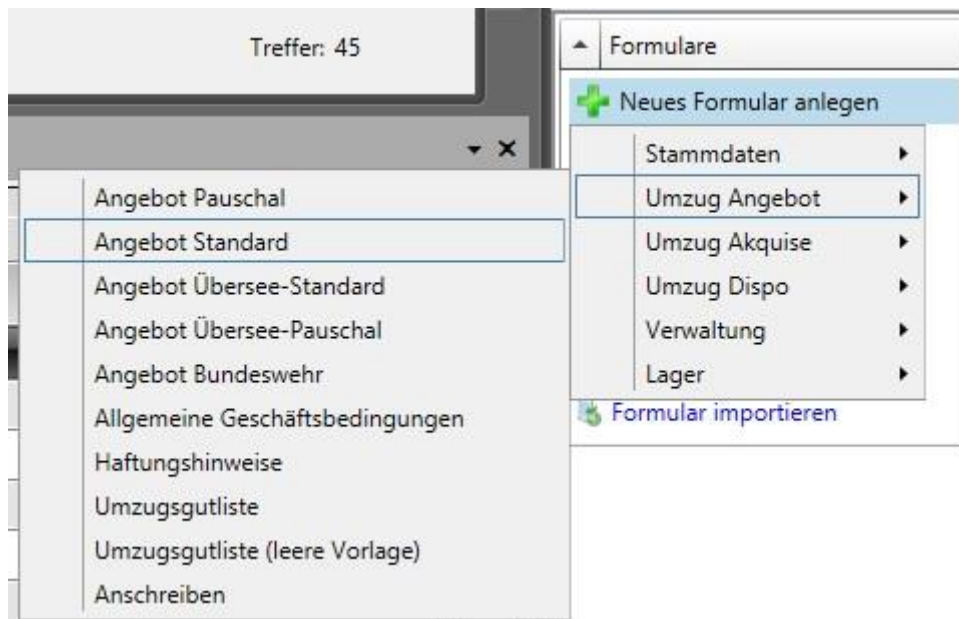 Treffer: 45
Formulare
Neues Formular anlegen
Stammdaten
Umzug Angebot
Umzug Akquise
Umzug Dispo
Verwaltung
Lager
Formular importieren
Angebot Pauschal
Angebot Standard
Angebot Übersee-Standard
Angebot Übersee-Pauschal
Angebot Bundeswehr
Allgemeine Geschäftsbedingungen
Haftungshinweise
Umzugsgutliste
Umzugsgutliste (leere Vorlage)
Anschreiben